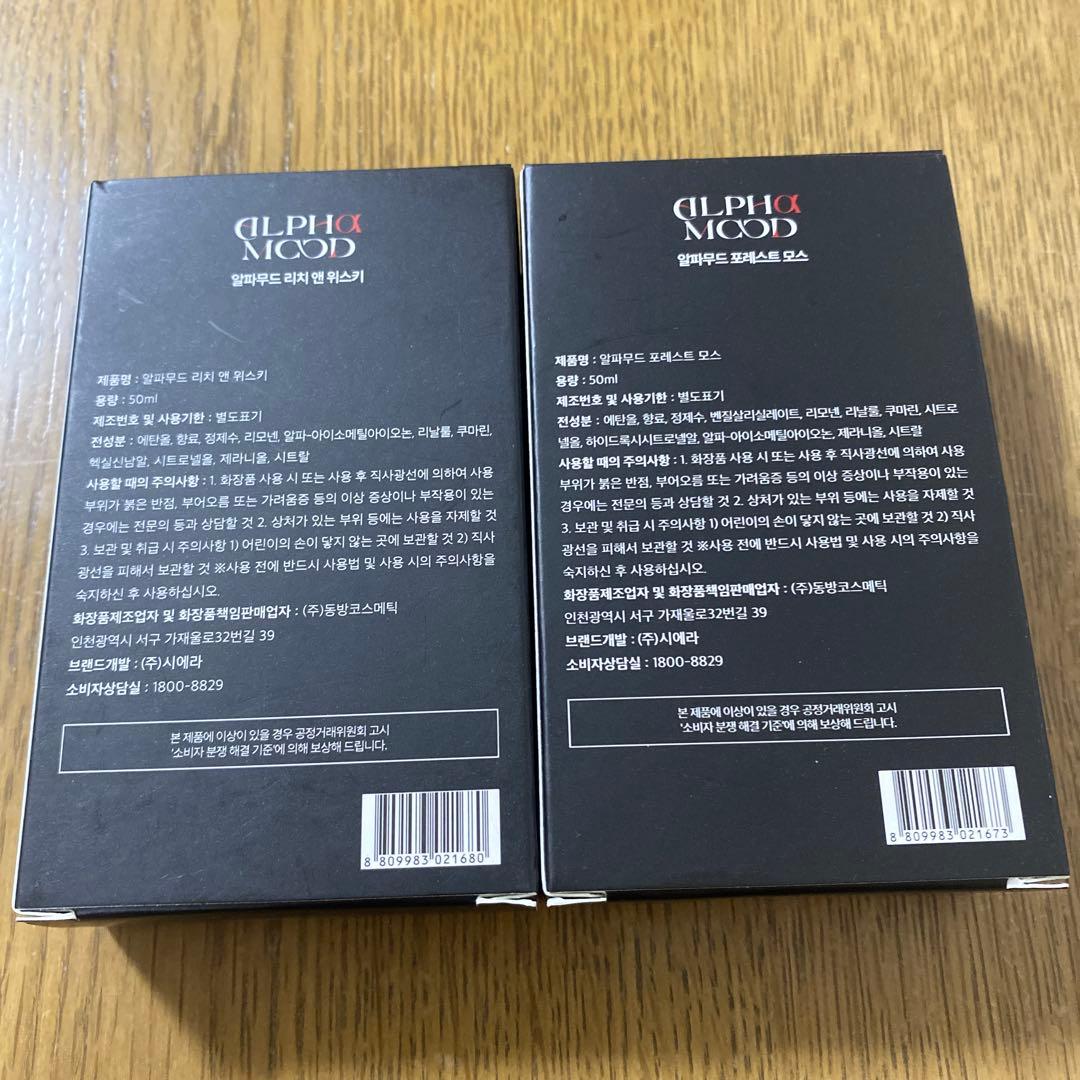 ALPHα
MOOD
알파무드 리치 앤 위스키
제품명 : 알파무드 리치 앤 위스키
용량 : 50ml
제조번호 및 사용기한 : 별도표기
전성분 : 에탄올, 향료, 정제수, 리모넨, 알파-아이소메틸아이오논, 리날룰, 쿠마린,
헥실신남알, 시트로넬올, 제라니올, 시트랄
사용할 때의 주의사항 : 1. 화장품 사용 시 또는 사용 후 직사광선에 의하여 사용
부위가 붉은 반점, 부어오름 또는 가려움증 등의 이상 증상이나 부작용이 있는
경우에는 전문의 등과 상담할 것 2. 상처가 있는 부위 등에는 사용을 자제할 것
3. 보관 및 취급 시 주의사항 1) 어린이의 손이 닿지 않는 곳에 보관할 것 2) 직사
광선을 피해서 보관할 것 ※사용 전에 반드시 사용법 및 사용 시의 주의사항을
숙지하신 후 사용하십시오.
화장품제조업자 및 화장품책임판매업자 : (주)동방코스메틱
인천광역시 서구 가재울로32번길 39
브랜드개발 : (주)시에라
소비자상담실 : 1800-8829
본 제품에 이상이 있을 경우 공정거래위원회 고시
'소비자 분쟁 해결 기준'에 의해 보상해 드립니다.
8 809983 021680
ALPHα
MOOD
알파무드 포레스트 모스
제품명 : 알파무드 포레스트 모스
용량 : 50ml
제조번호 및 사용기한 : 별도표기
전성분 : 에탄올, 향료, 정제수, 벤질살리실레이트, 리모넨, 리날룰, 쿠마린, 시트로
넬올, 하이드록시시트로넬알, 알파-아이소메틸아이오논, 제라니올, 시트랄
사용할 때의 주의사항 : 1. 화장품 사용 시 또는 사용 후 직사광선에 의하여 사용
부위가 붉은 반점, 부어오름 또는 가려움증 등의 이상 증상이나 부작용이 있는
경우에는 전문의 등과 상담할 것 2. 상처가 있는 부위 등에는 사용을 자제할 것
3. 보관 및 취급 시 주의사항 1) 어린이의 손이 닿지 않는 곳에 보관할 것 2) 직사
광선을 피해서 보관할 것 ※사용 전에 반드시 사용법 및 사용 시의 주의사항을
숙지하신 후 사용하십시오.
화장품제조업자 및 화장품책임판매업자 : (주)동방코스메틱
인천광역시 서구 가재울로32번길 39
브랜드개발 : (주)시에라
소비자상담실 : 1800-8829
본 제품에 이상이 있을 경우 공정거래위원회 고시
'소비자 분쟁 해결 기준'에 의해 보상해 드립니다.
8 809983 021673